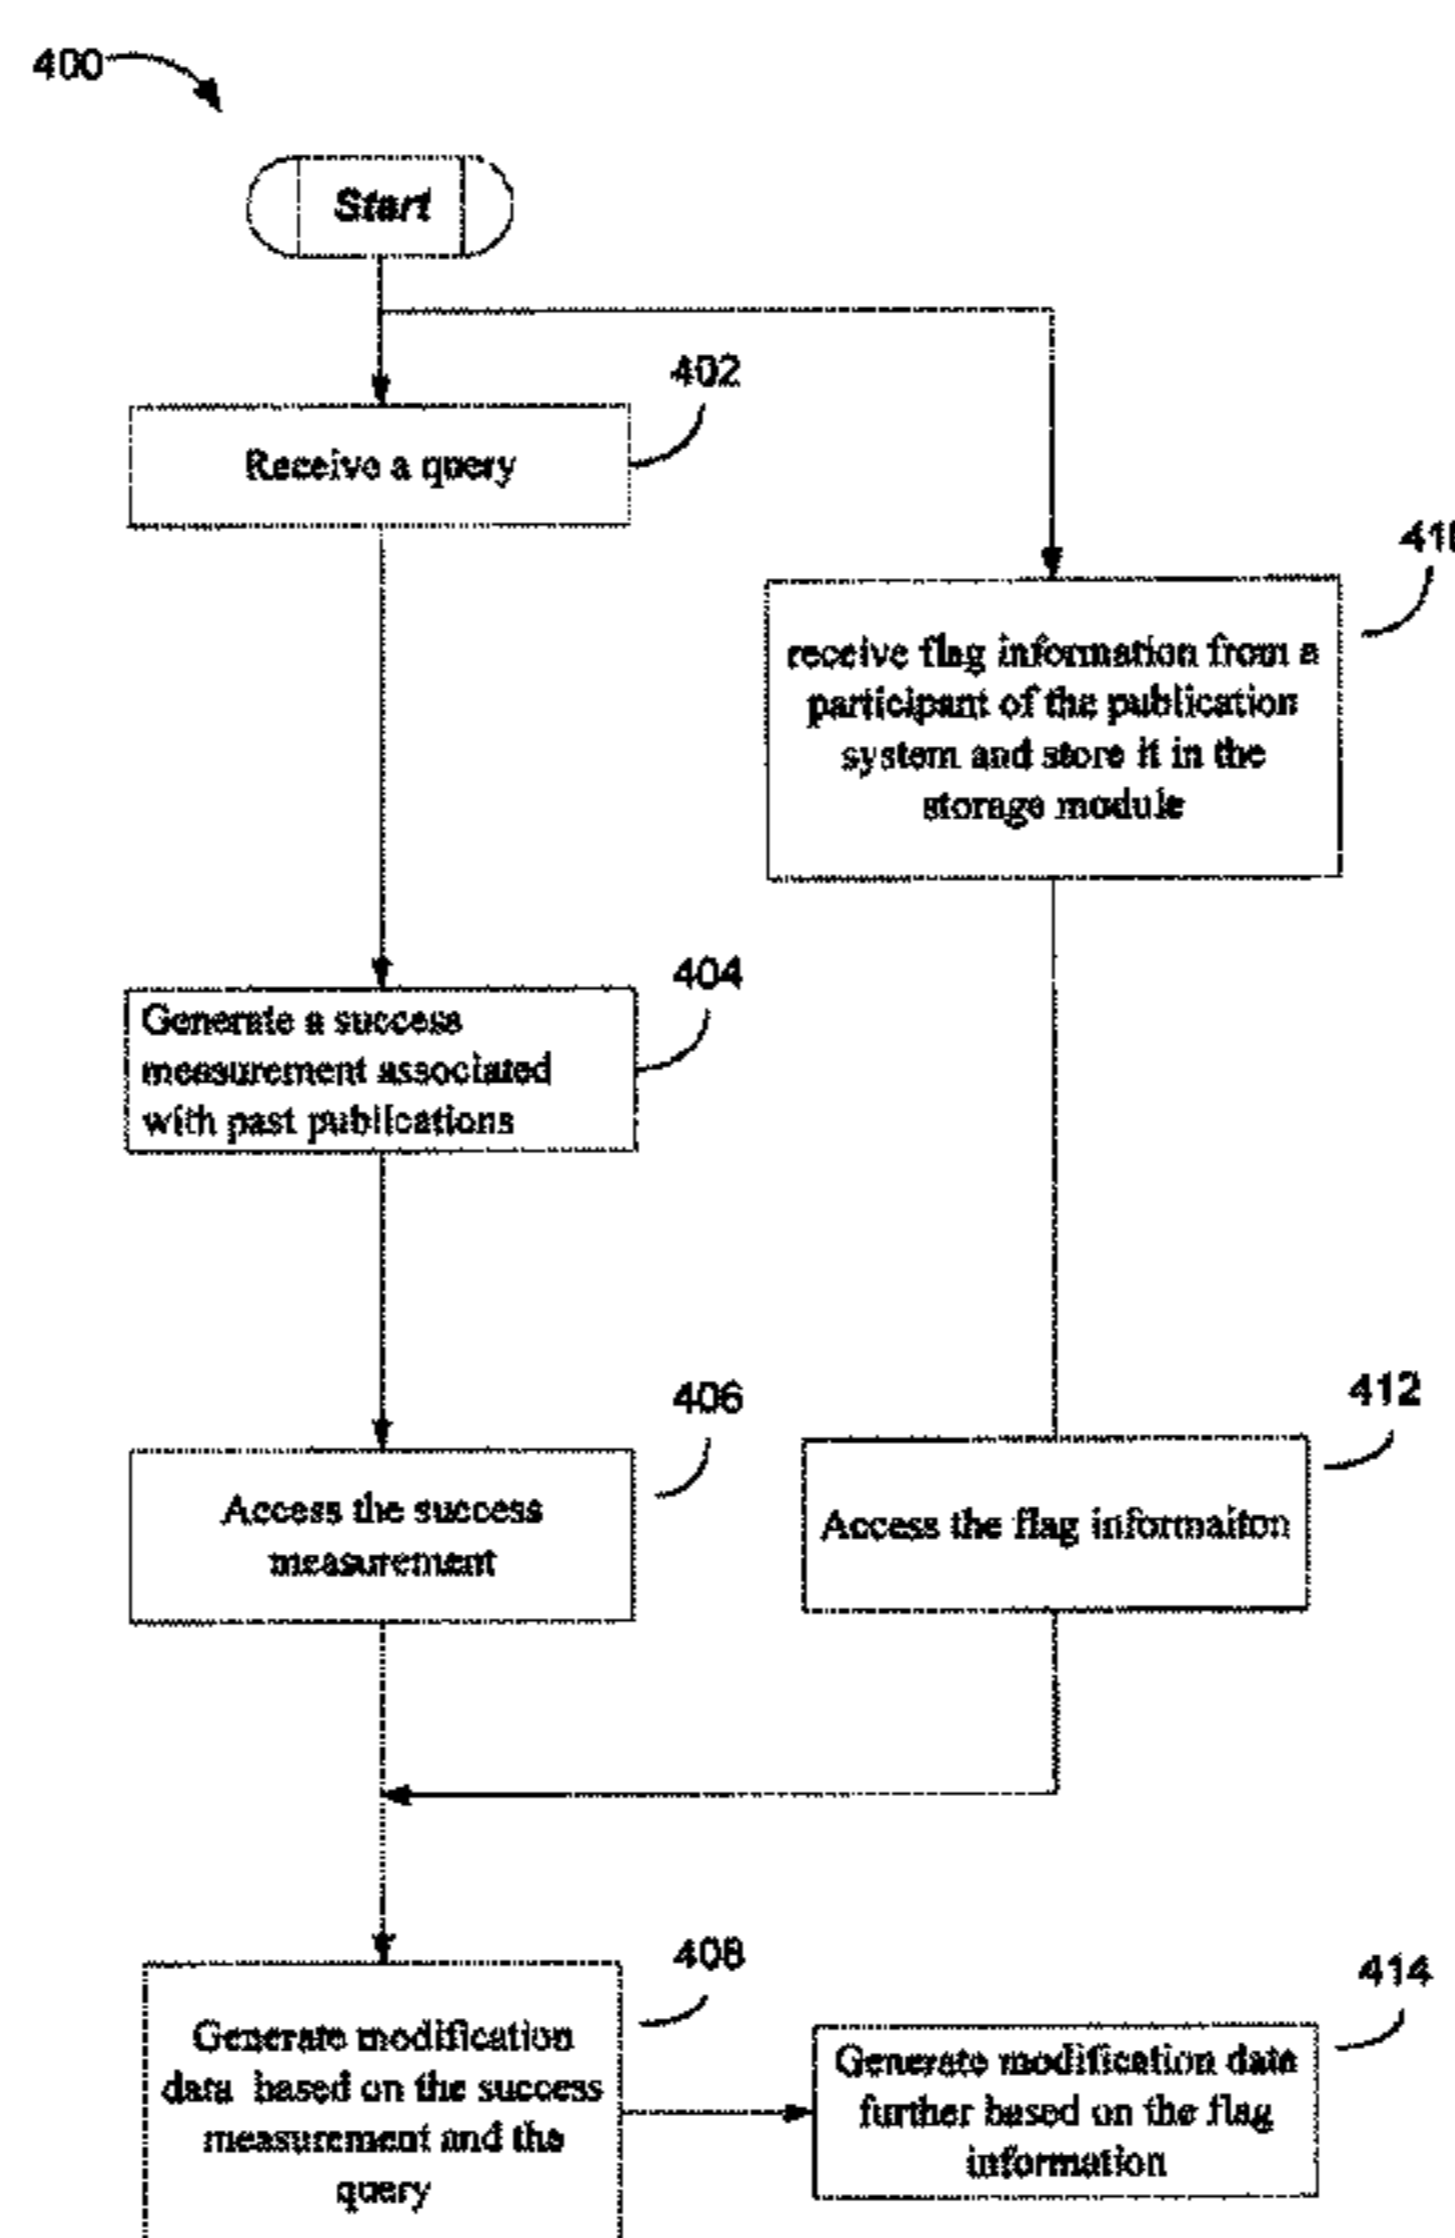 400
Start
402
Receive a query
receive flag information from a
participant of the publication
system and store it in the
storage module
404
Generate a success
measurement associated
with past publications
406
Access the success
measurement
412
Access the flag informaiton
408
Generate modification
data based on the success
measurement and the
query
414
Generate modification data
further based on the flag
information